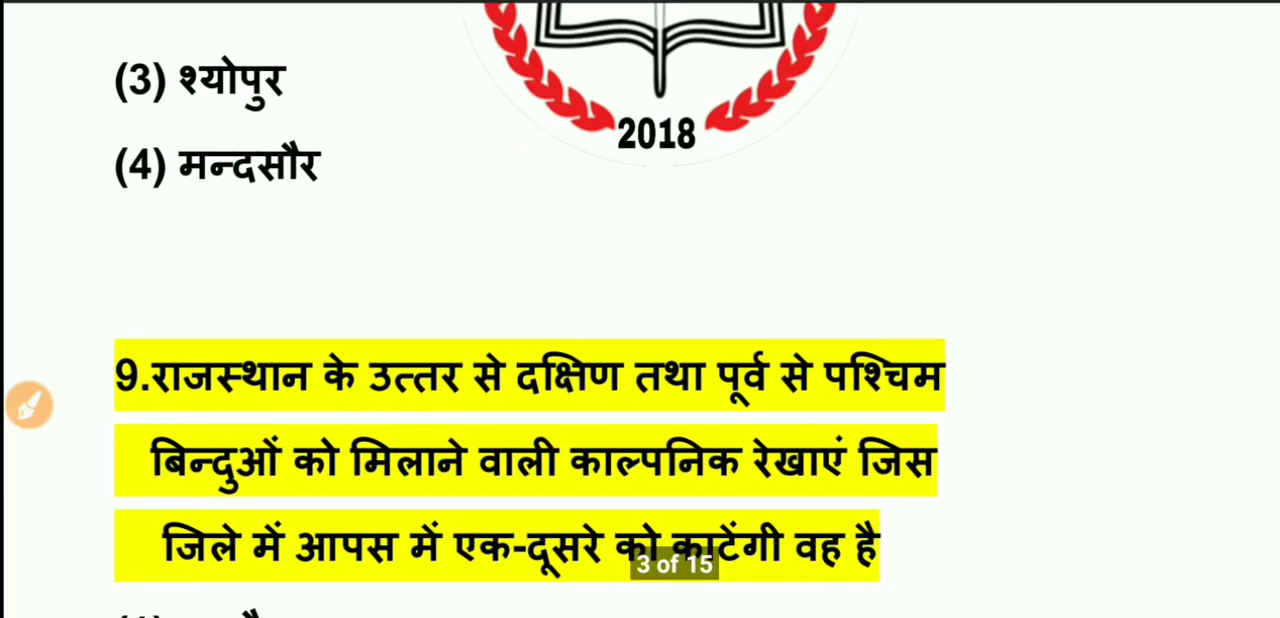 (3) श्योपुर
2018
(4) मन्दसौर
9.राजस्थान के उत्तर से दक्षिण तथा पूर्व से पश्चिम
बिन्दुओं को मिलाने वाली काल्पनिक रेखाएं जिस
जिले में आपस में एक-दूसरे को काटेंगी वह है
3 of 15